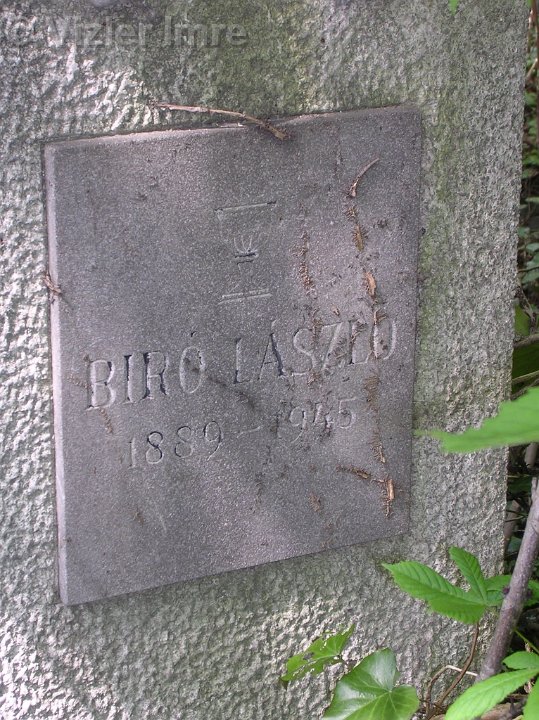 © Vizler Imre
BIRÓ LÁSZLÓ
1889 – 1945